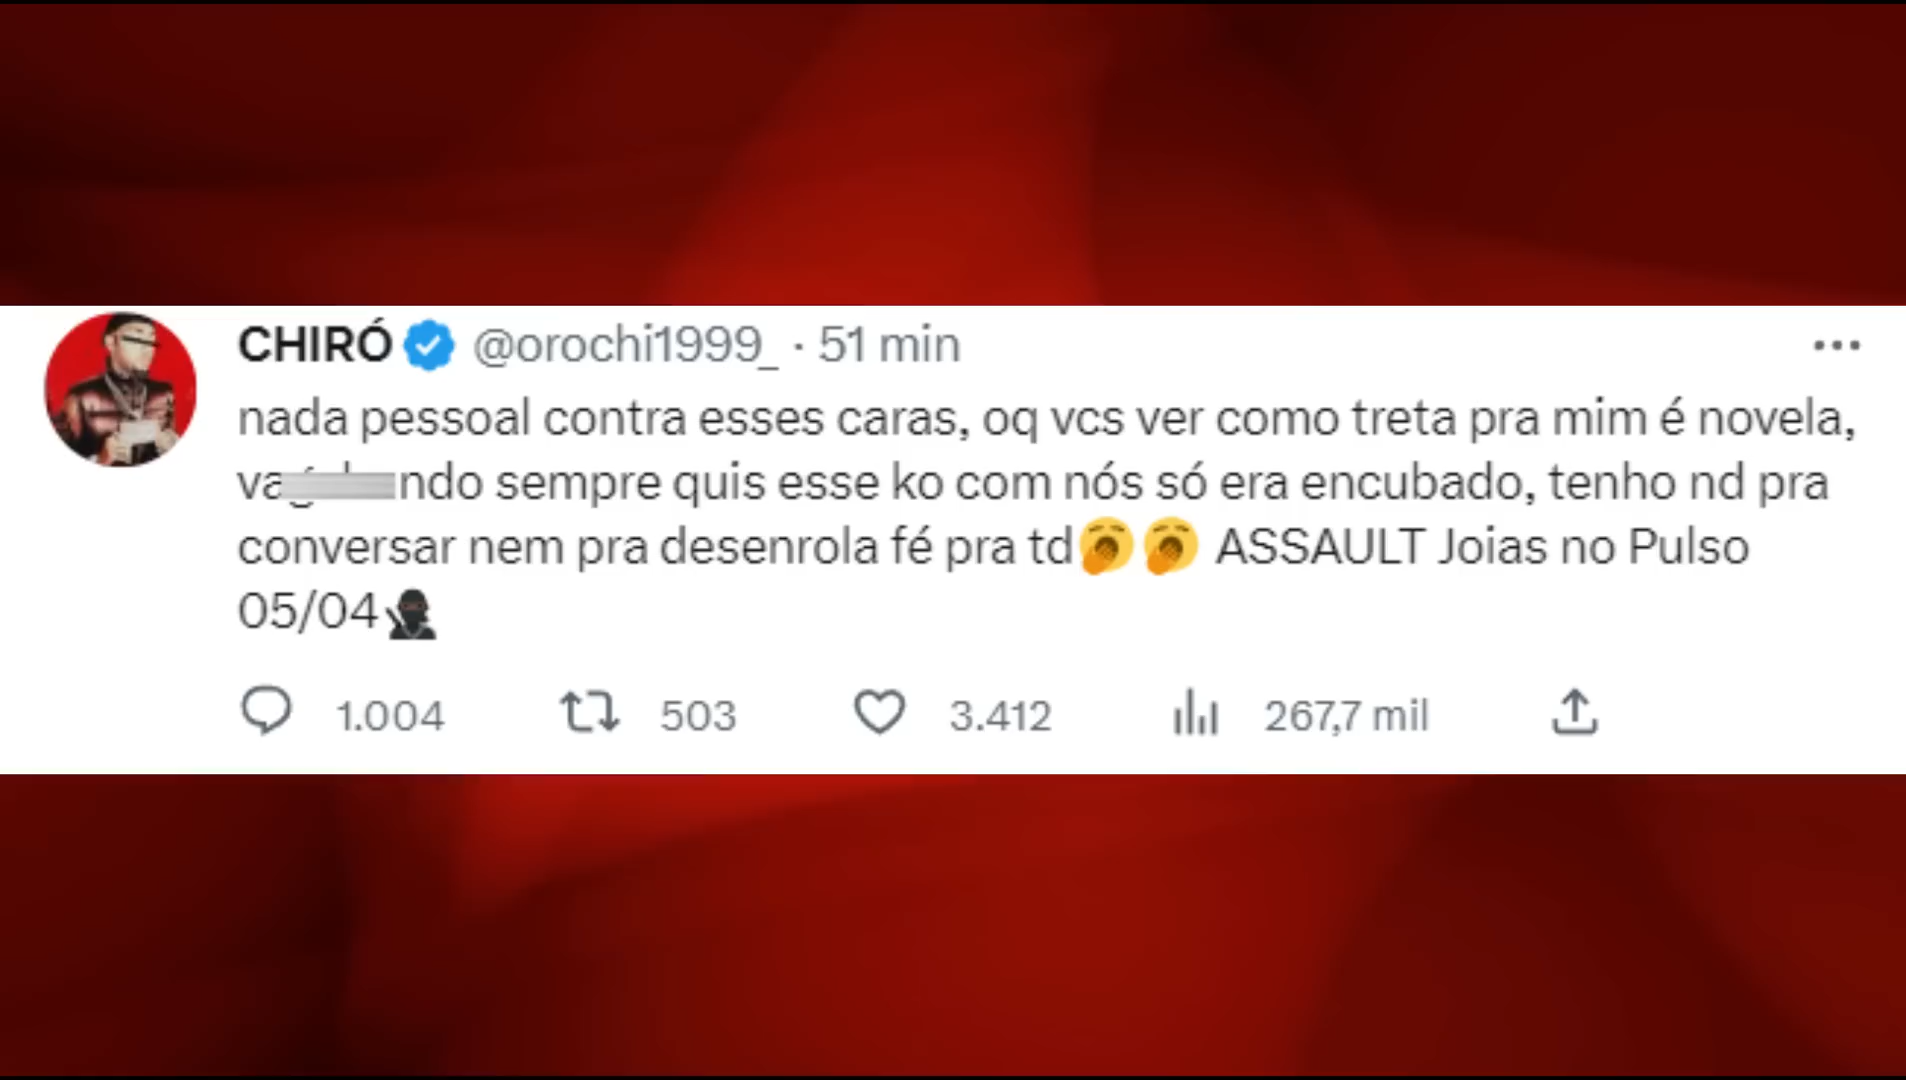 CHIRÓ @orochi1999_ · 51 min
nada pessoal contra esses caras, oq vcs ver como treta pra mim é novela,
sempre quis esse ko com nós só era encubado, tenho nd pra
conversar nem pra desenrola fé pra td🥱🥱 ASSAULT Joias no Pulso
05/04🥷🏿
1.004 503 3.412 267,7 mil